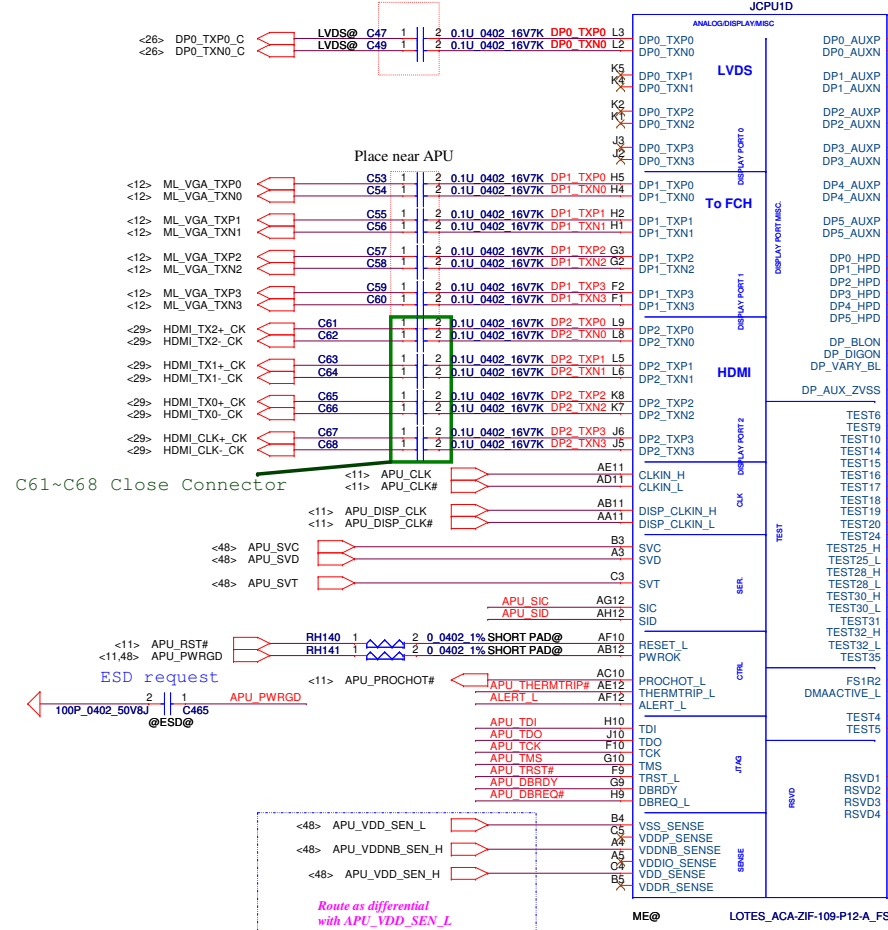 JCPU1D
ANALOG/DISPLAY/MISC
<26> DP0_TXP0_C LVDS@ C47 1 2 0.1U_0402_16V7K DP0_TXP0 L3 DP0_TXP0 DP0_AUXP
<26> DP0_TXN0_C LVDS@ C49 1 2 0.1U_0402_16V7K DP0_TXN0 L2 DP0_TXN0 DP0_AUXN
LVDS
K5 DP0_TXP1 DP1_AUXP
K4 DP0_TXN1 DP1_AUXN
K2 DP0_TXP2 DP2_AUXP
K1 DP0_TXN2 DP2_AUXN
J3 DP0_TXP3 DP3_AUXP
J2 DP0_TXN3 DP3_AUXN
DISPLAY PORT 0
Place near APU
<12> ML_VGA_TXP0 C53 1 2 0.1U_0402_16V7K DP1_TXP0 H5 DP1_TXP0 DP4_AUXP
<12> ML_VGA_TXN0 C54 1 2 0.1U_0402_16V7K DP1_TXN0 H4 DP1_TXN0 DP4_AUXN
To FCH
<12> ML_VGA_TXP1 C55 1 2 0.1U_0402_16V7K DP1_TXP1 H2 DP1_TXP1 DP5_AUXP
<12> ML_VGA_TXN1 C56 1 2 0.1U_0402_16V7K DP1_TXN1 H1 DP1_TXN1 DP5_AUXN
DISPLAY PORT MISC.
<12> ML_VGA_TXP2 C57 1 2 0.1U_0402_16V7K DP1_TXP2 G3 DP1_TXP2 DP0_HPD
<12> ML_VGA_TXN2 C58 1 2 0.1U_0402_16V7K DP1_TXN2 G2 DP1_TXN2 DP1_HPD
DP2_HPD
<12> ML_VGA_TXP3 C59 1 2 0.1U_0402_16V7K DP1_TXP3 F2 DP1_TXP3 DP3_HPD
<12> ML_VGA_TXN3 C60 1 2 0.1U_0402_16V7K DP1_TXN3 F1 DP1_TXN3 DP4_HPD
DP5_HPD
DISPLAY PORT 1
<29> HDMI_TX2+_CK C61 1 2 0.1U_0402_16V7K DP2_TXP0 L9 DP2_TXP0
<29> HDMI_TX2-_CK C62 1 2 0.1U_0402_16V7K DP2_TXN0 L8 DP2_TXN0 DP_BLON
DP_DIGON
<29> HDMI_TX1+_CK C63 1 2 0.1U_0402_16V7K DP2_TXP1 L5 DP2_TXP1 DP_VARY_BL
<29> HDMI_TX1-_CK C64 1 2 0.1U_0402_16V7K DP2_TXN1 L6 DP2_TXN1
HDMI
DP_AUX_ZVSS
<29> HDMI_TX0+_CK C65 1 2 0.1U_0402_16V7K DP2_TXP2 K8 DP2_TXP2
<29> HDMI_TX0-_CK C66 1 2 0.1U_0402_16V7K DP2_TXN2 K7 DP2_TXN2 TEST6
TEST9
<29> HDMI_CLK+_CK C67 1 2 0.1U_0402_16V7K DP2_TXP3 J6 DP2_TXP3 TEST10
<29> HDMI_CLK-_CK C68 1 2 0.1U_0402_16V7K DP2_TXN3 J5 DP2_TXN3 TEST14
DISPLAY PORT 2
TEST15
C61~C68 Close Connector
<11> APU_CLK AE11 CLKIN_H TEST16
<11> APU_CLK# AD11 CLKIN_L TEST17
CLK
TEST18
<11> APU_DISP_CLK AB11 DISP_CLKIN_H TEST19
<11> APU_DISP_CLK# AA11 DISP_CLKIN_L TEST20
TEST
TEST24
<48> APU_SVC B3 SVC TEST25_H
<48> APU_SVD A3 SVD TEST25_L
TEST28_H
<48> APU_SVT C3 SVT TEST28_L
SER.
TEST30_H
APU_SIC AG12 SIC TEST30_L
APU_SID AH12 SID TEST31
TEST32_H
<11> APU_RST# RH140 1 2 0_0402_1% SHORT PAD@ AF10 RESET_L TEST32_L
<11,48> APU_PWRGD RH141 1 2 0_0402_1% SHORT PAD@ AB12 PWROK TEST35
CTRL
<11> APU_PROCHOT# AC10 PROCHOT_L FS1R2
APU_THERMTRIP# AE12 THERMTRIP_L DMAACTIVE_L
ALERT_L AF12 ALERT_L
ESD request
2 1 APU_PWRGD
100P_0402_50V8J C465
@ESD@
TEST4
APU_TDI H10 TDI TEST5
APU_TDO J10 TDO
APU_TCK F10 TCK
APU_TMS G10 TMS
APU_TRST# F9 TRST_L RSVD1
APU_DBRDY G9 DBRDY RSVD2
APU_DBREQ# H9 DBREQ_L RSVD3
RSVD4
JTAG
RSVD
<48> APU_VDD_SEN_L B4 VSS_SENSE
C5 VDDP_SENSE
<48> APU_VDDNB_SEN_H A4 VDDNB_SENSE
A5 VDDIO_SENSE
<48> APU_VDD_SEN_H C4 VDD_SENSE
B5 VDDR_SENSE
SENSE
Route as differential
with APU_VDD_SEN_L
ME@ LOTES_ACA-ZIF-109-P12-A_FS